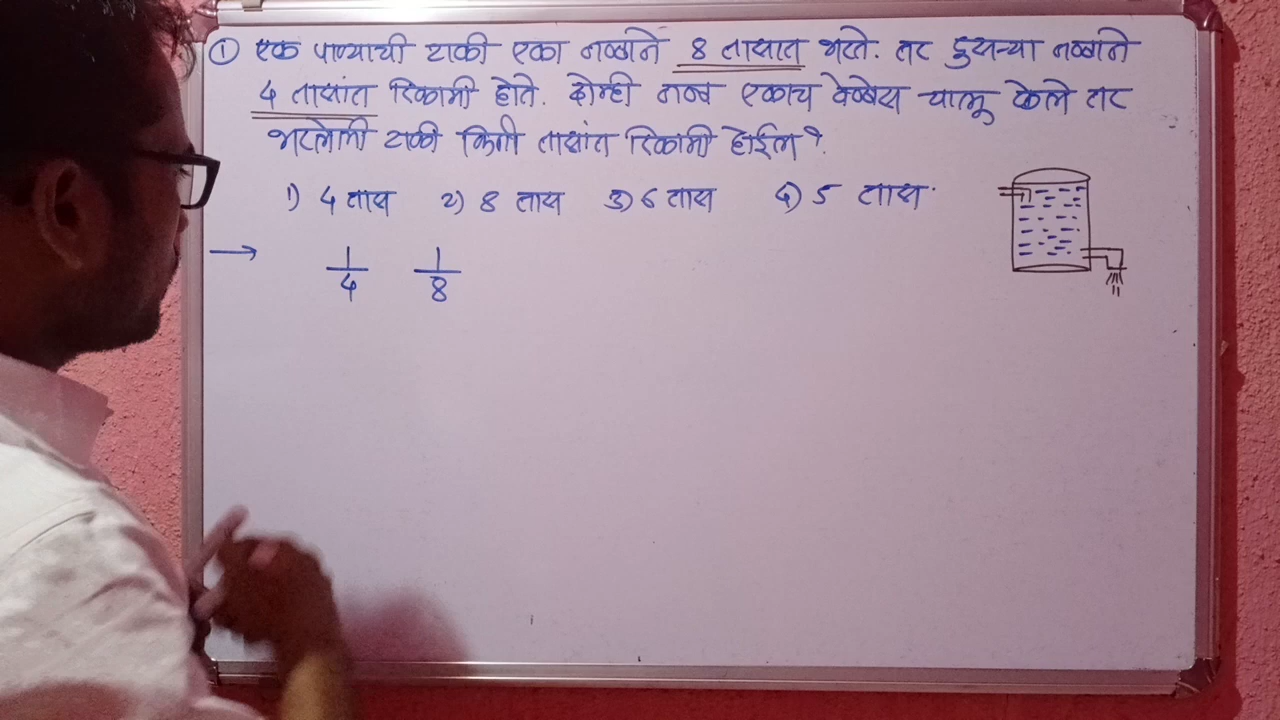 ① एक पाण्याची टाकी एका नळाने 8 तासात भरते. तर दुसऱ्या नळाने
4 तासांत रिकामी होते. दोन्ही नळ एकाच वेळेस चालू केले तर
भरलेली टाकी किती तासांत रिकामी होईल?
1) 4 तास 2) 8 तास 3) 6 तास 4) 5 तास.
→ 1/4 1/8